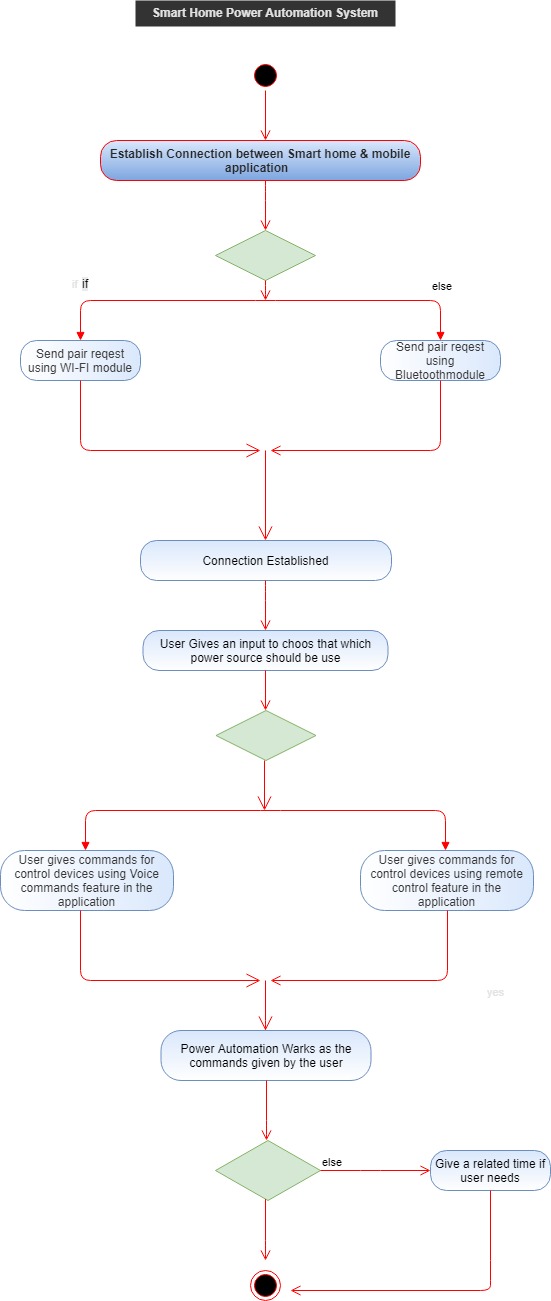 Smart Home Power Automation System
Establish Connection between Smart home & mobile
application
if if
else
Send pair reqest
using WI-FI module
Send pair reqest
using
Bluetoothmodule
Connection Established
User Gives an input to choos that which
power source should be use
User gives commands for
control devices using Voice
commands feature in the
application
User gives commands for
control devices using remote
control feature in the
application
yes
Power Automation Warks as the
commands given by the user
else
Give a related time if
user needs